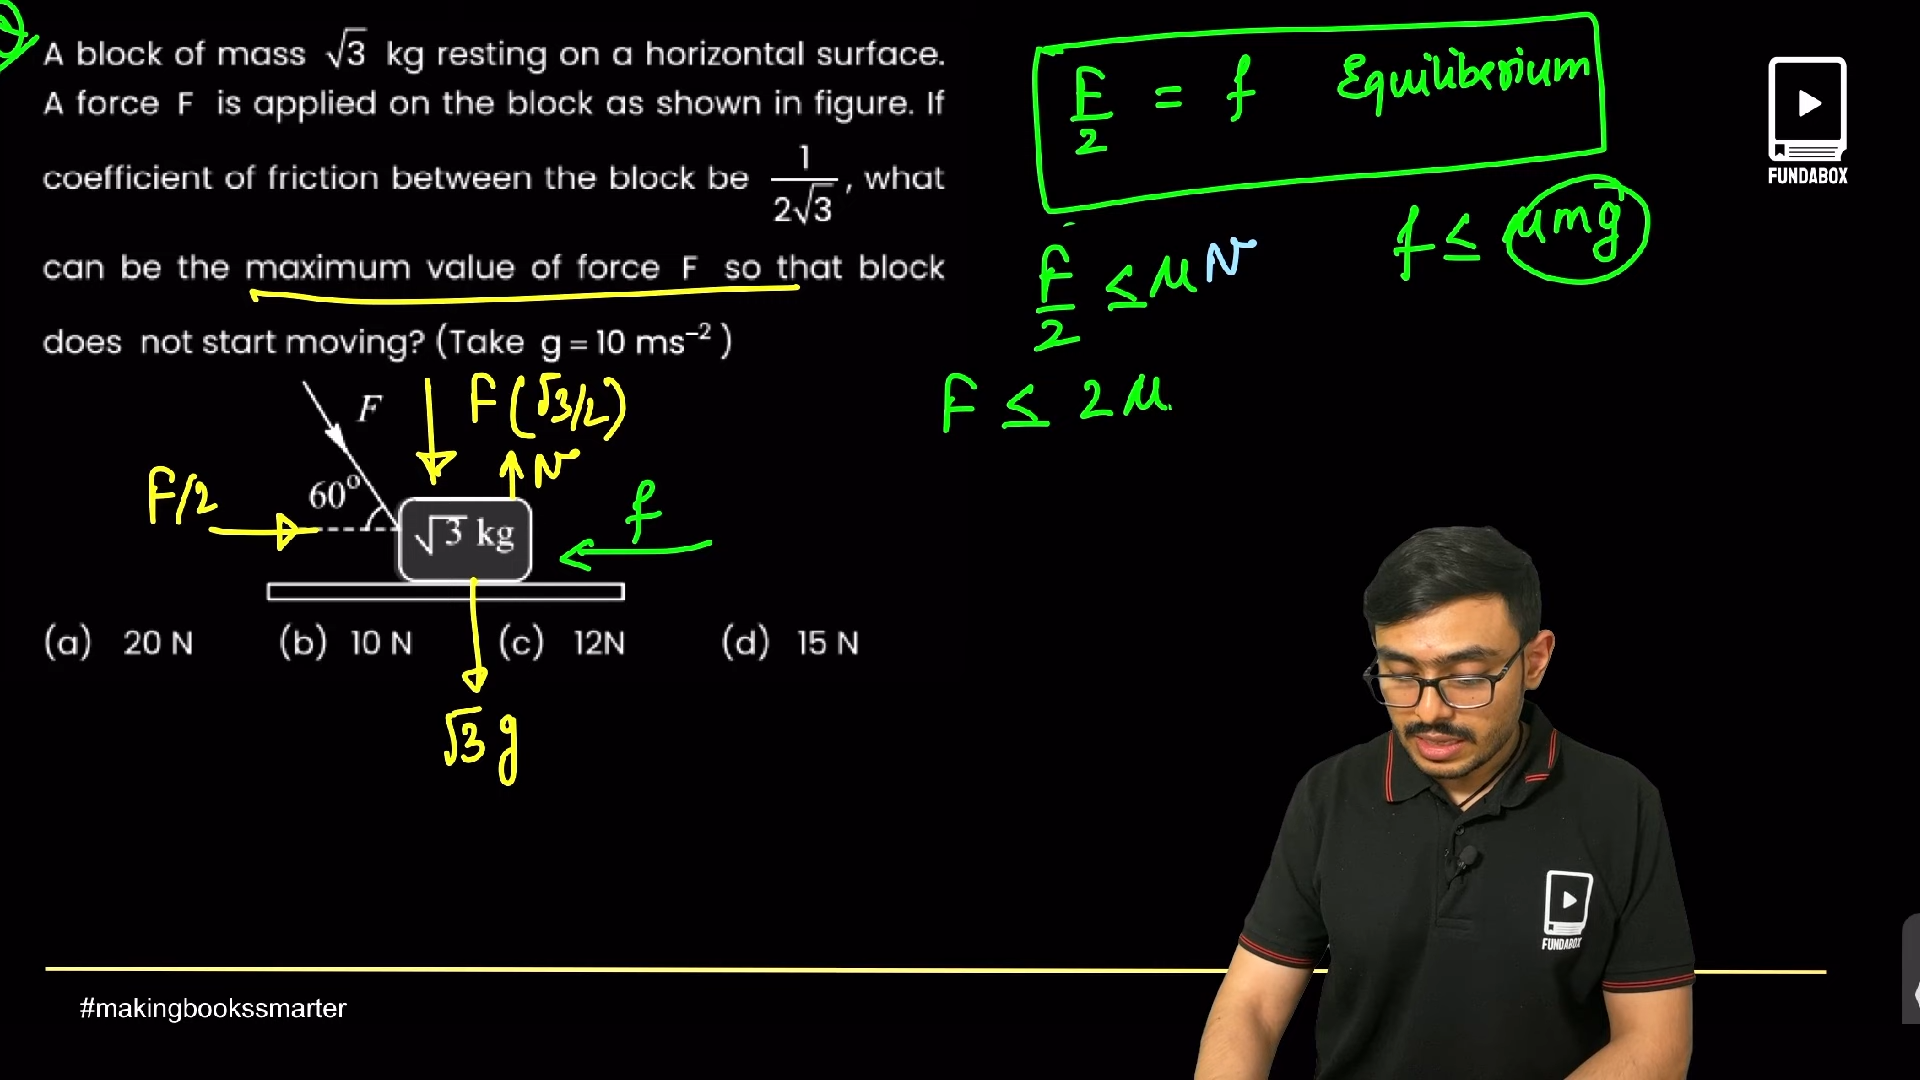 A block of mass √3 kg resting on a horizontal surface.
A force F is applied on the block as shown in figure. If
coefficient of friction between the block be 1/2√3, what
can be the maximum value of force F so that block
does not start moving? (Take g = 10 ms⁻²)
F
F(√3/2)
N
F/2
60°
√3 kg
f
(a) 20 N (b) 10 N (c) 12N (d) 15 N
√3 g
F/2 = f Equiliberium
f ≤ μmg
F/2 ≤ μN
F ≤ 2μ
FUNDABOX
FUNDABOX
#makingbookssmarter